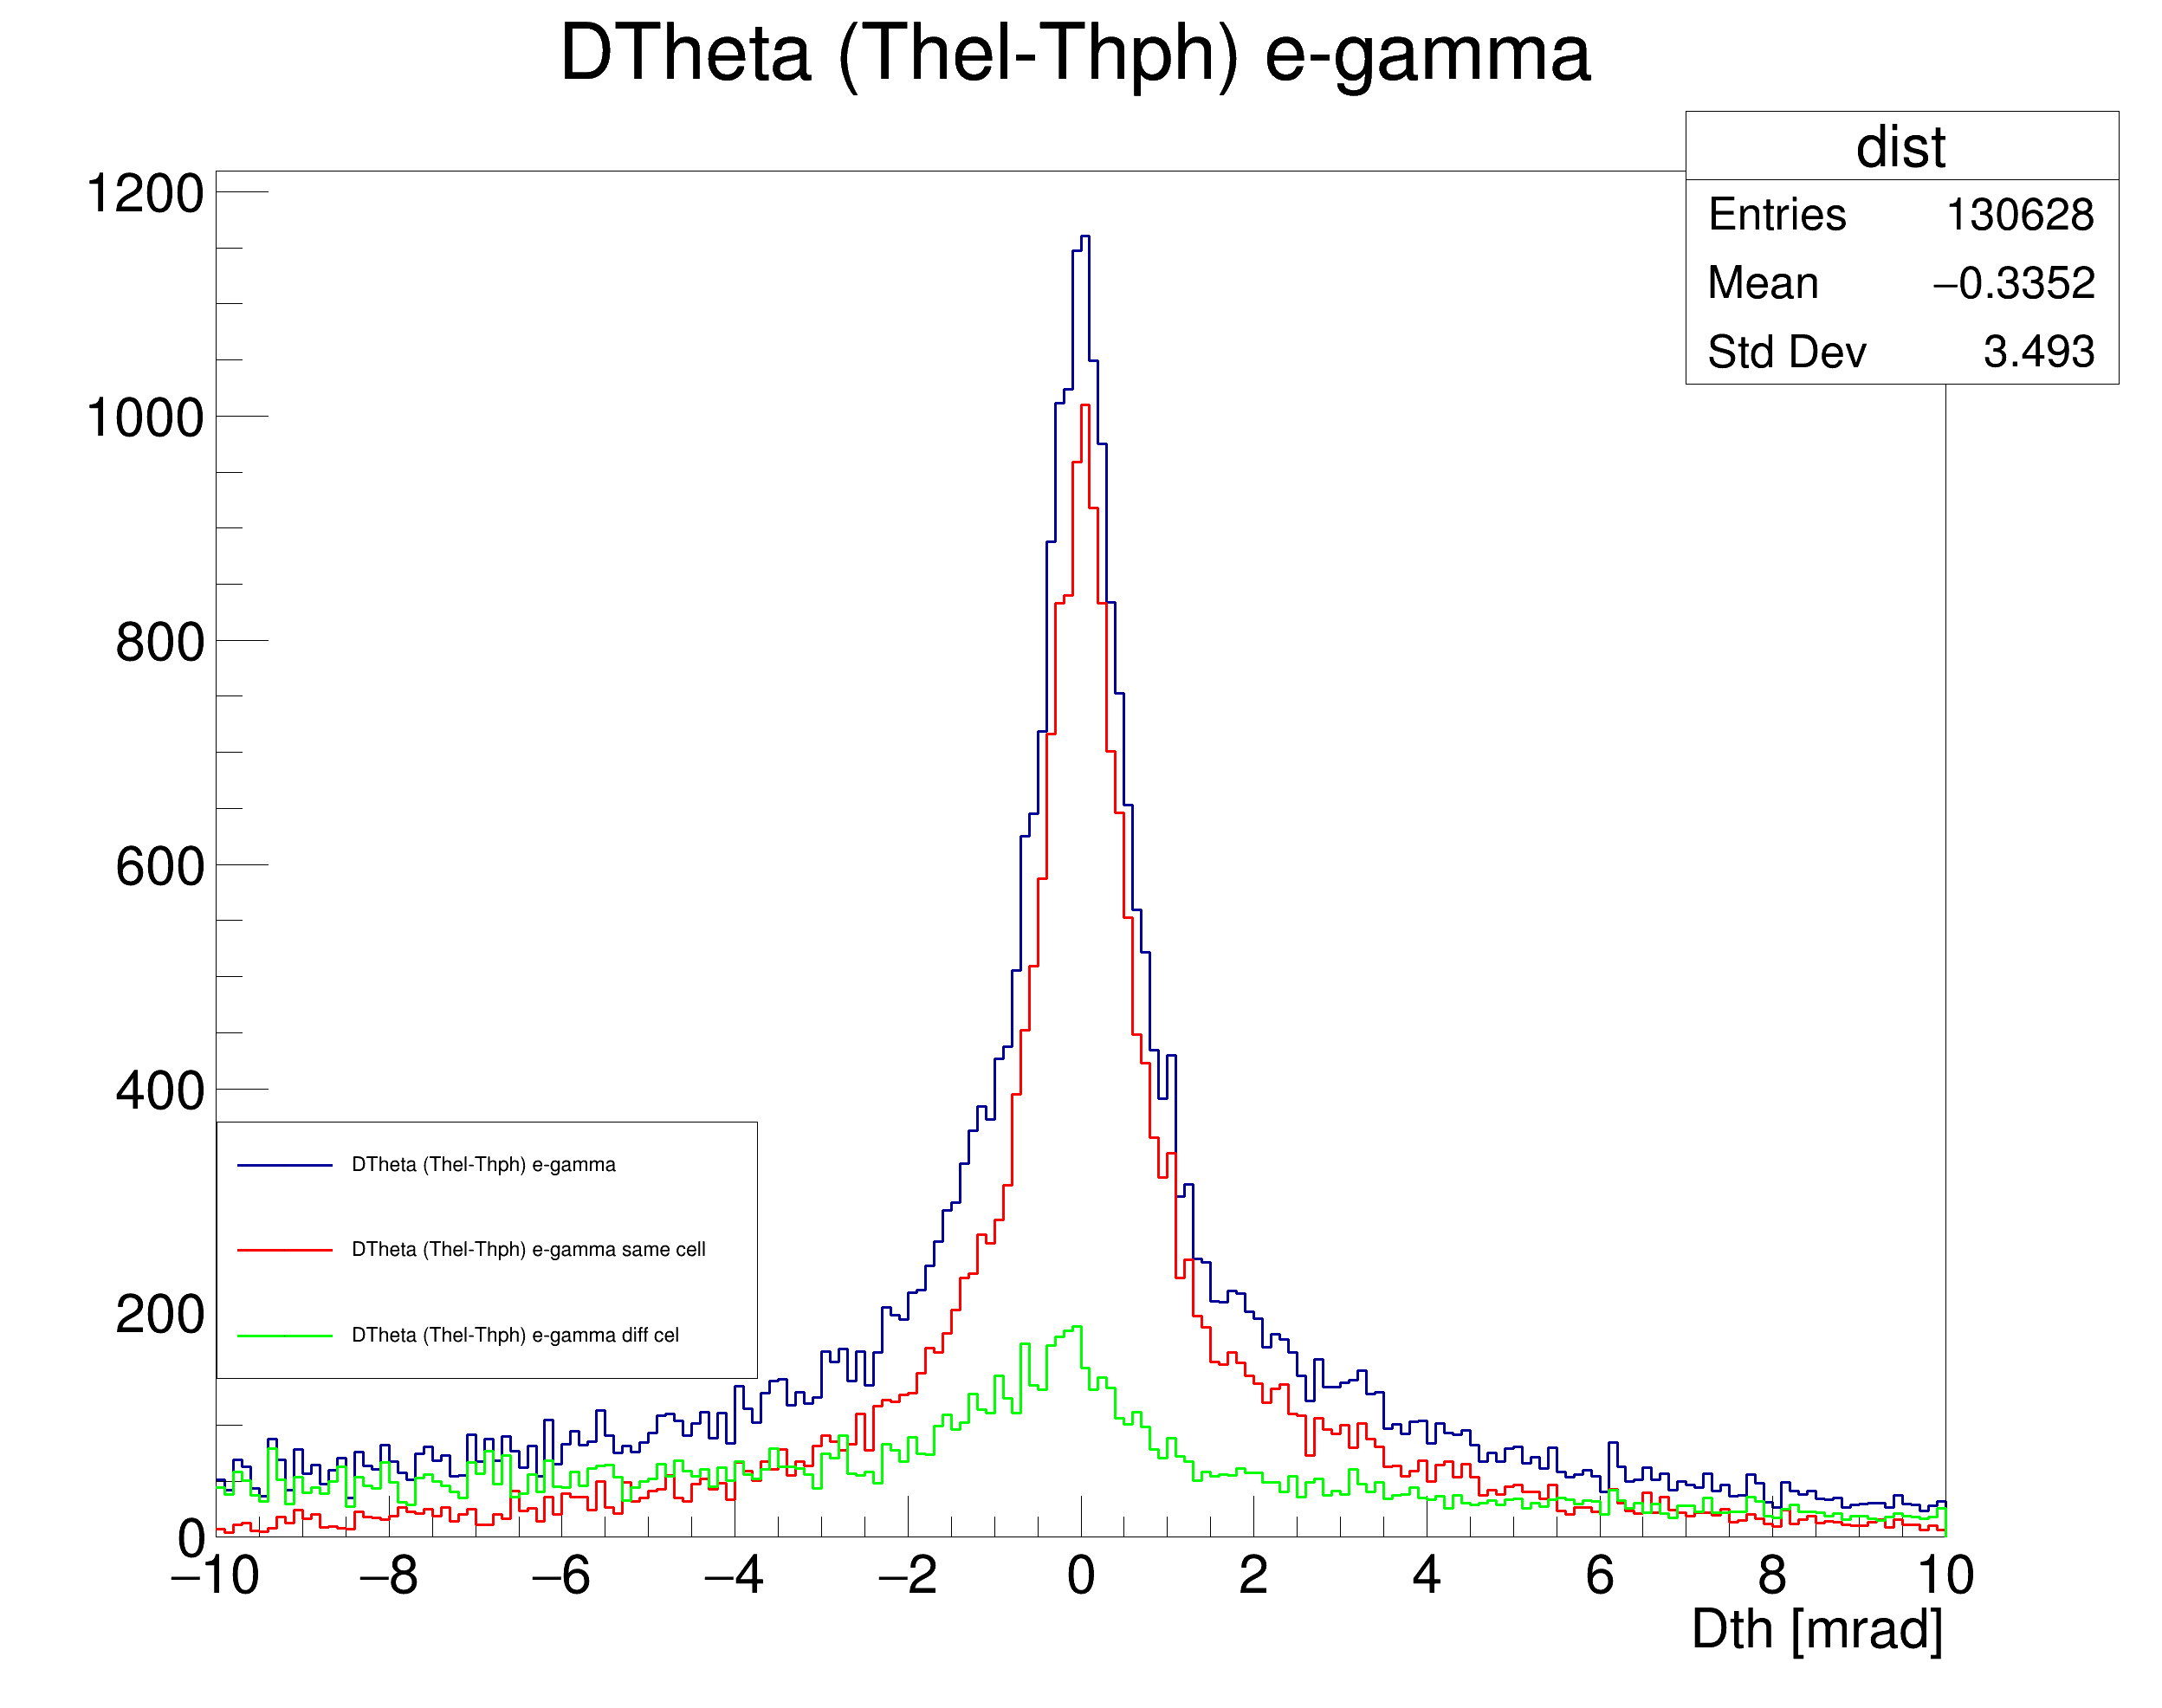 DTheta (Thel-Thph) e-gamma
dist
Entries 130628
Mean −0.3352
Std Dev 3.493
1200
1000
800
600
400
200
0
DTheta (Thel-Thph) e-gamma
DTheta (Thel-Thph) e-gamma same cell
DTheta (Thel-Thph) e-gamma diff cel
−10 −8 −6 −4 −2 0 2 4 6 8 10
Dth [mrad]